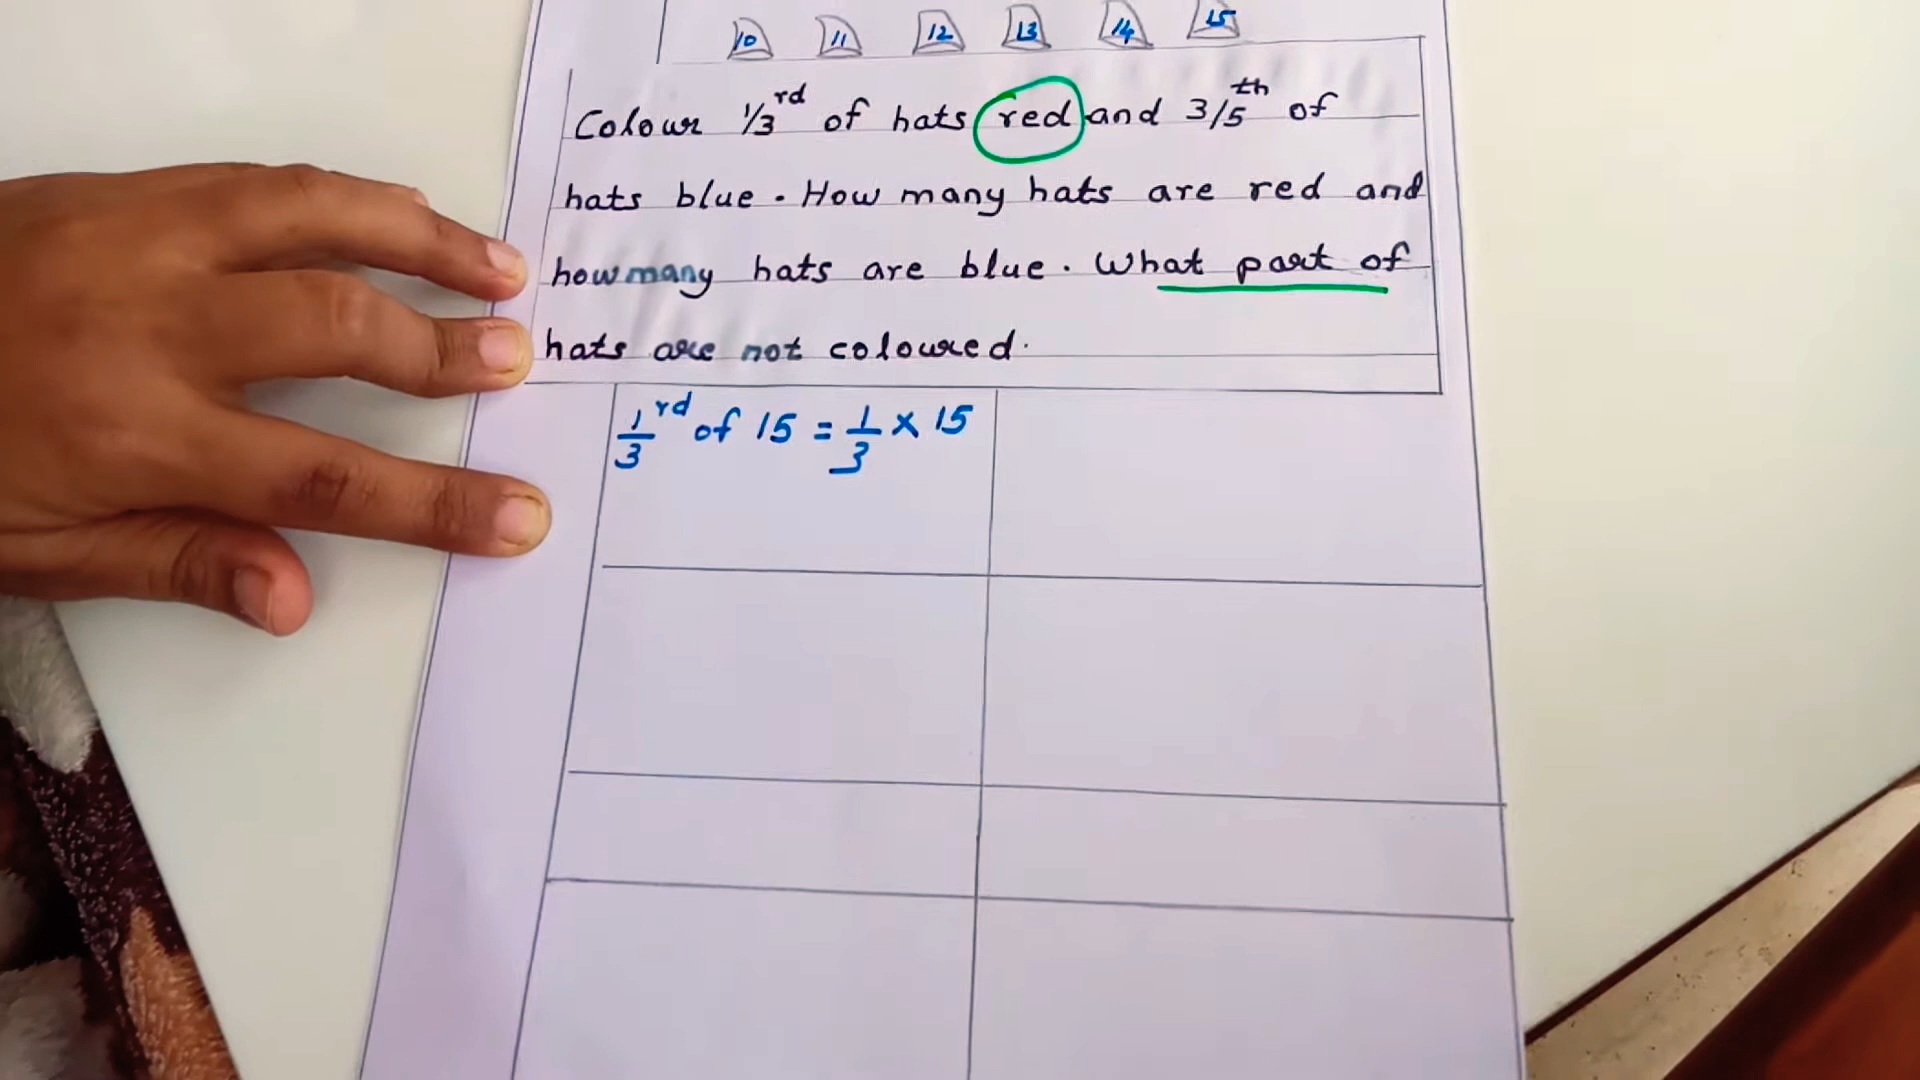 10 11 12 13 14 15
Colour 1/3rd of hats red and 3/5th of
hats blue. How many hats are red and
how many hats are blue. What part of
hats are not coloured.
1/3 rd of 15 = 1/3 × 15